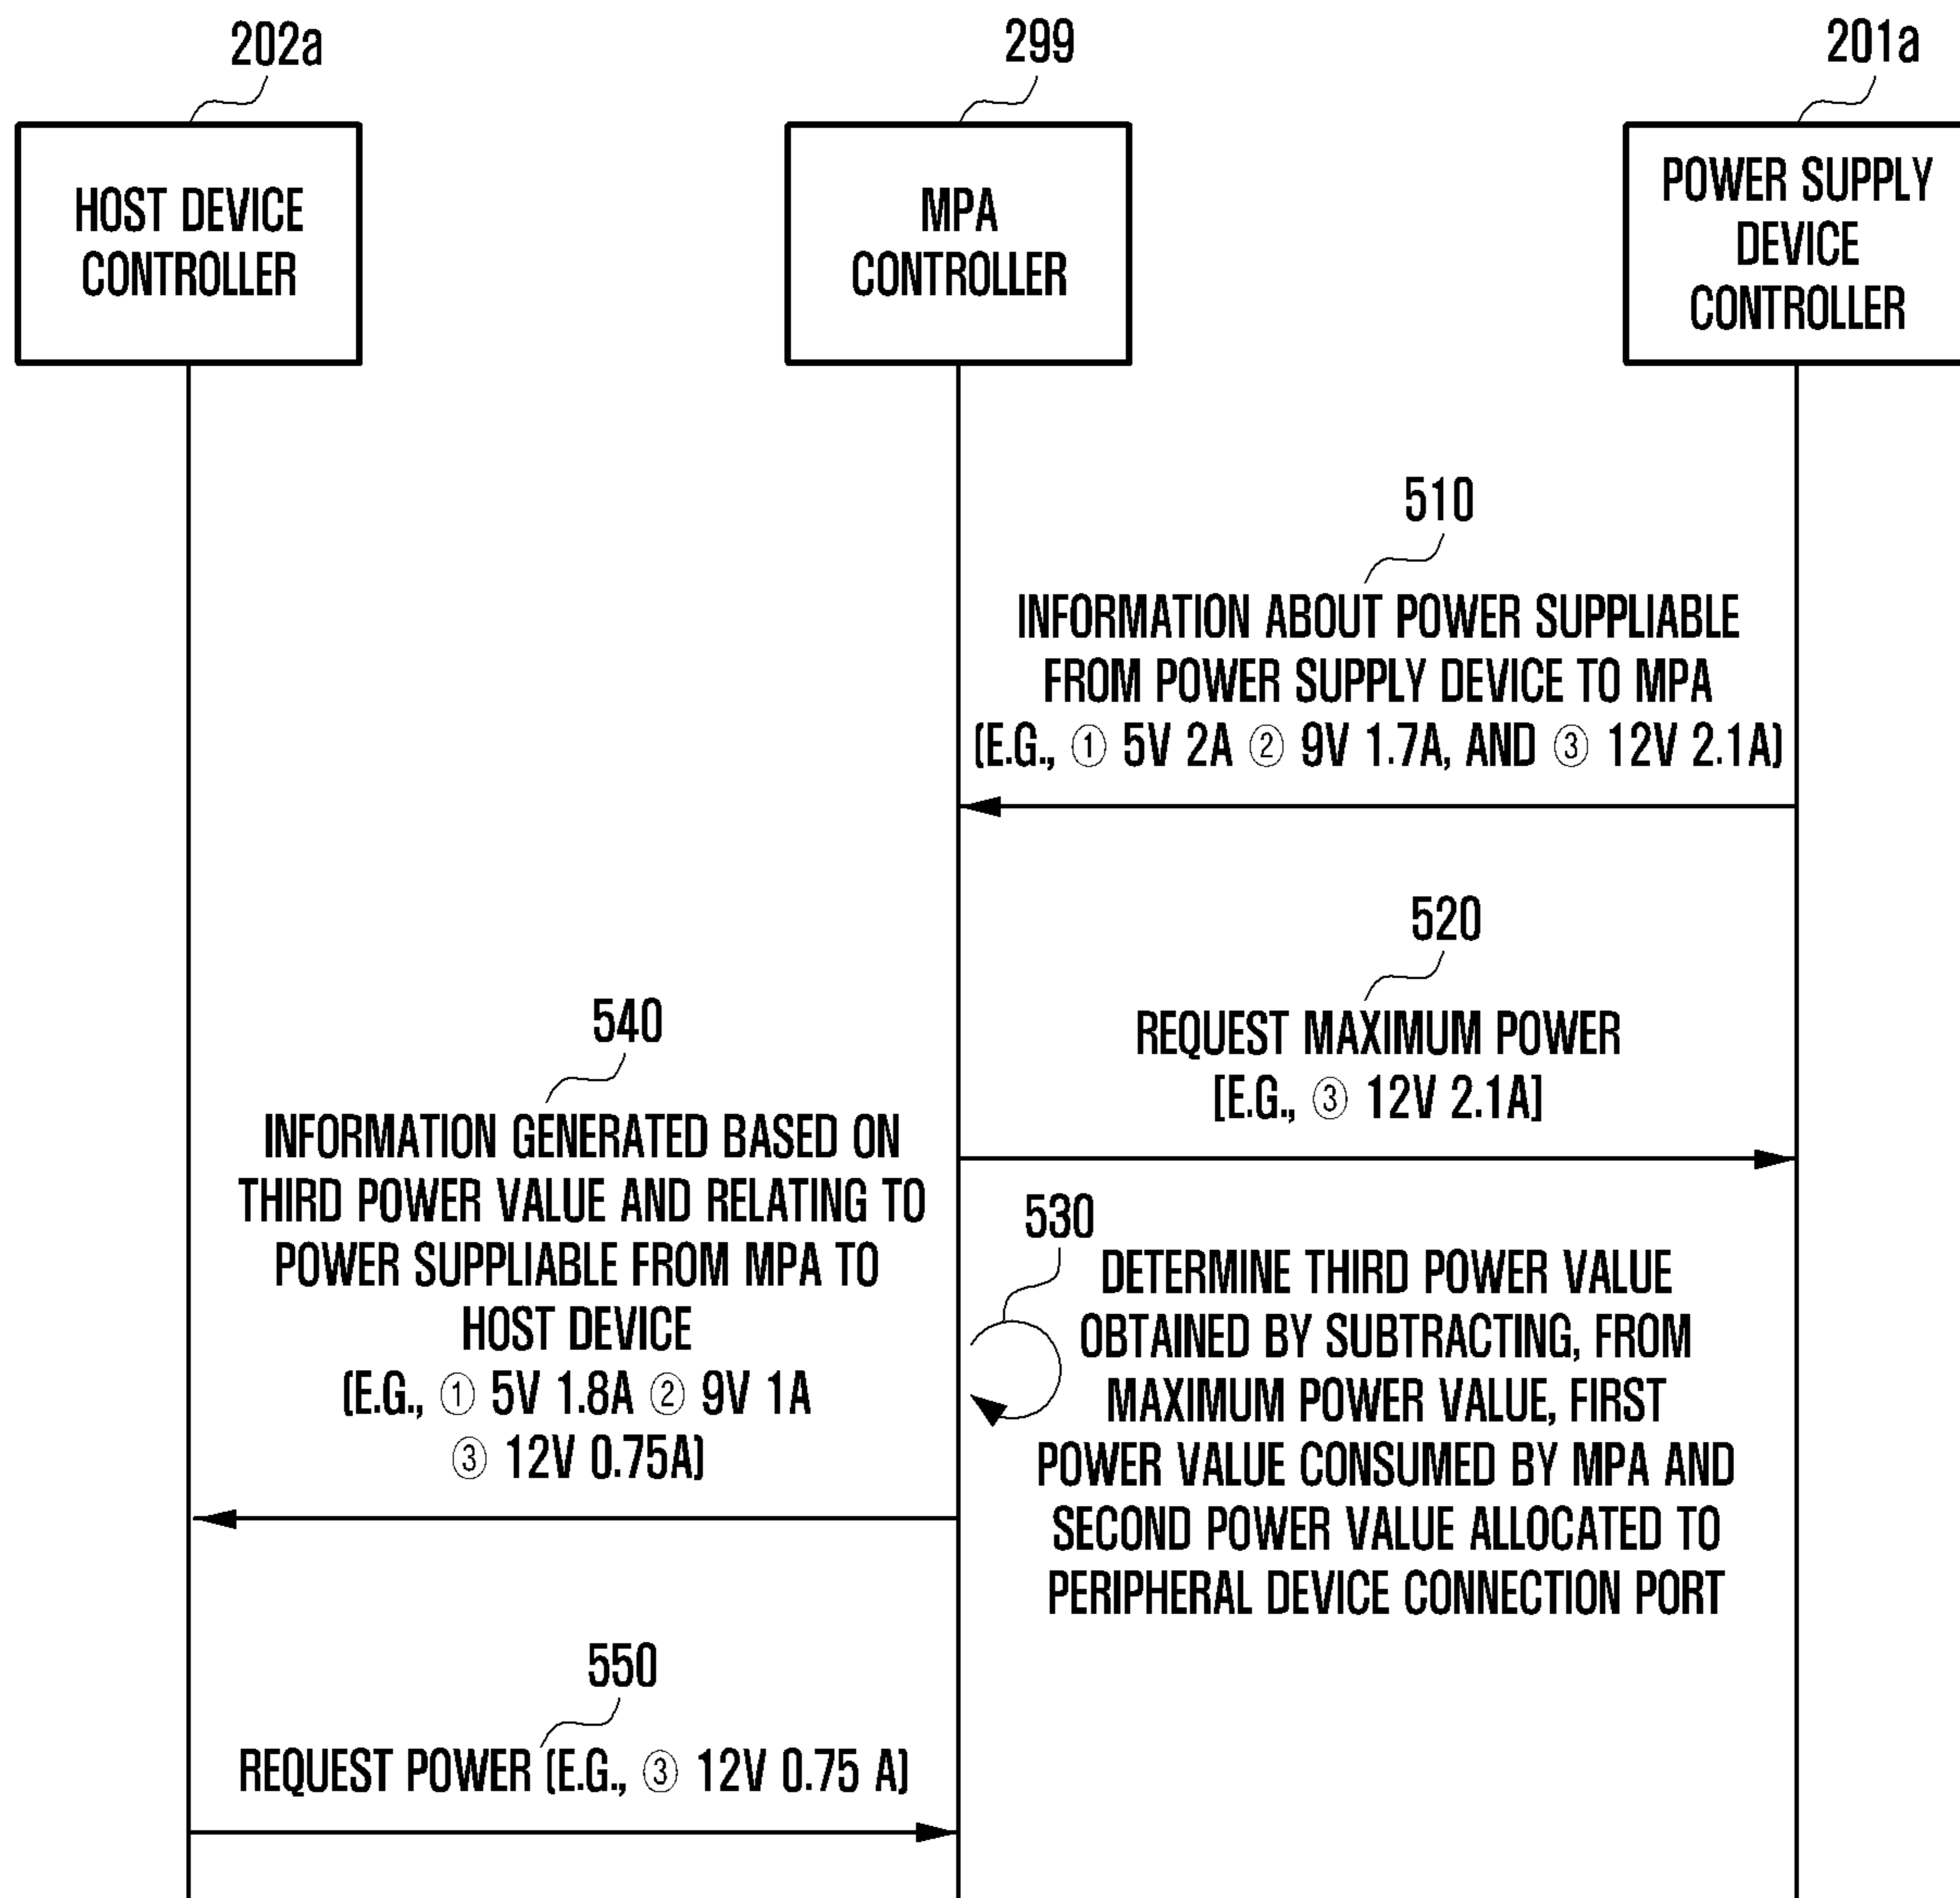 202a
299
201a
HOST DEVICE
CONTROLLER
MPA
CONTROLLER
POWER SUPPLY
DEVICE
CONTROLLER
510
INFORMATION ABOUT POWER SUPPLIABLE
FROM POWER SUPPLY DEVICE TO MPA
(E.G., ① 5V 2A ② 9V 1.7A, AND ③ 12V 2.1A)
520
REQUEST MAXIMUM POWER
[E.G., ③ 12V 2.1A]
530
DETERMINE THIRD POWER VALUE
OBTAINED BY SUBTRACTING, FROM
MAXIMUM POWER VALUE, FIRST
POWER VALUE CONSUMED BY MPA AND
SECOND POWER VALUE ALLOCATED TO
PERIPHERAL DEVICE CONNECTION PORT
540
INFORMATION GENERATED BASED ON
THIRD POWER VALUE AND RELATING TO
POWER SUPPLIABLE FROM MPA TO
HOST DEVICE
(E.G., ① 5V 1.8A ② 9V 1A
③ 12V 0.75A)
550
REQUEST POWER (E.G., ③ 12V 0.75 A)